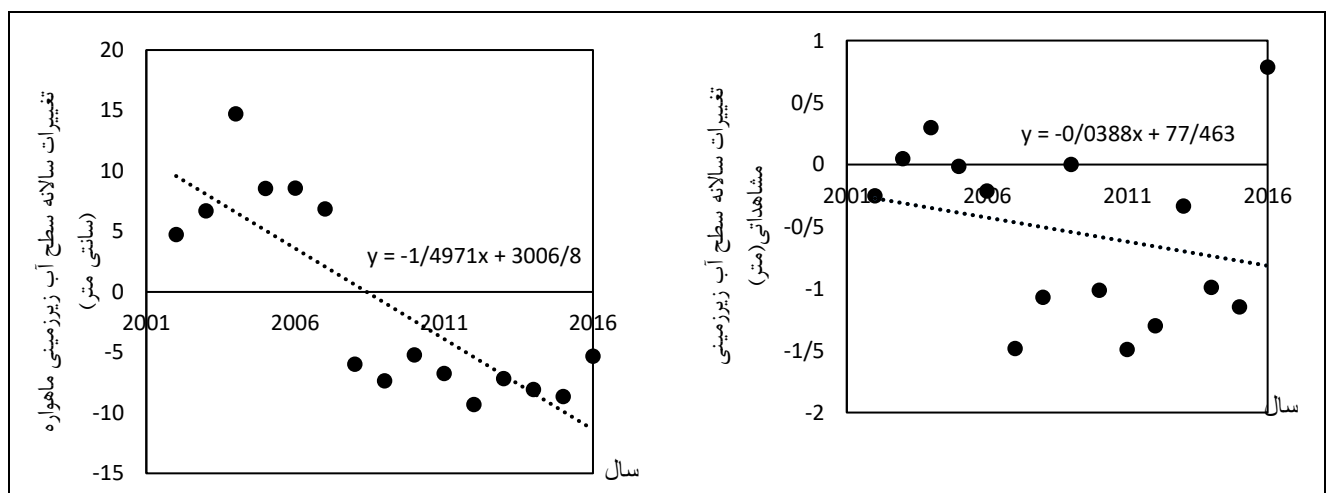 تغییرات سالانه سطح آب زیرزمینی ماهواره
(سانتی متر)
20
15
10
5
0
-5
-10
-15
2001
2006
2011
2016
y = -1/4971x + 3006/8
سال
تغییرات سالانه سطح آب زیرزمینی
مشاهداتی(متر)
1
0/5
0
-0/5
-1
-1/5
-2
2001
2006
2011
2016
y = -0/0388x + 77/463
سال